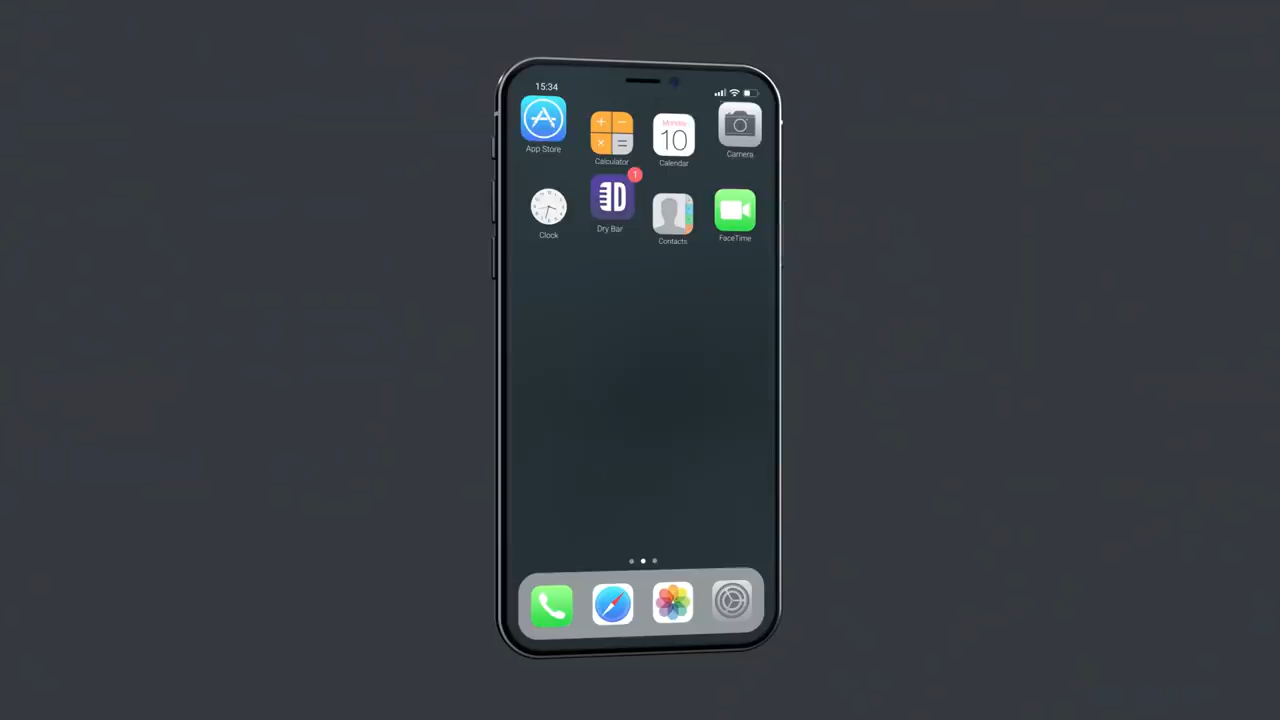 15:34
App Store
Calculator
Monday
10
Calendar
Camera
Clock
1
D
Dry Bar
Contacts
FaceTime